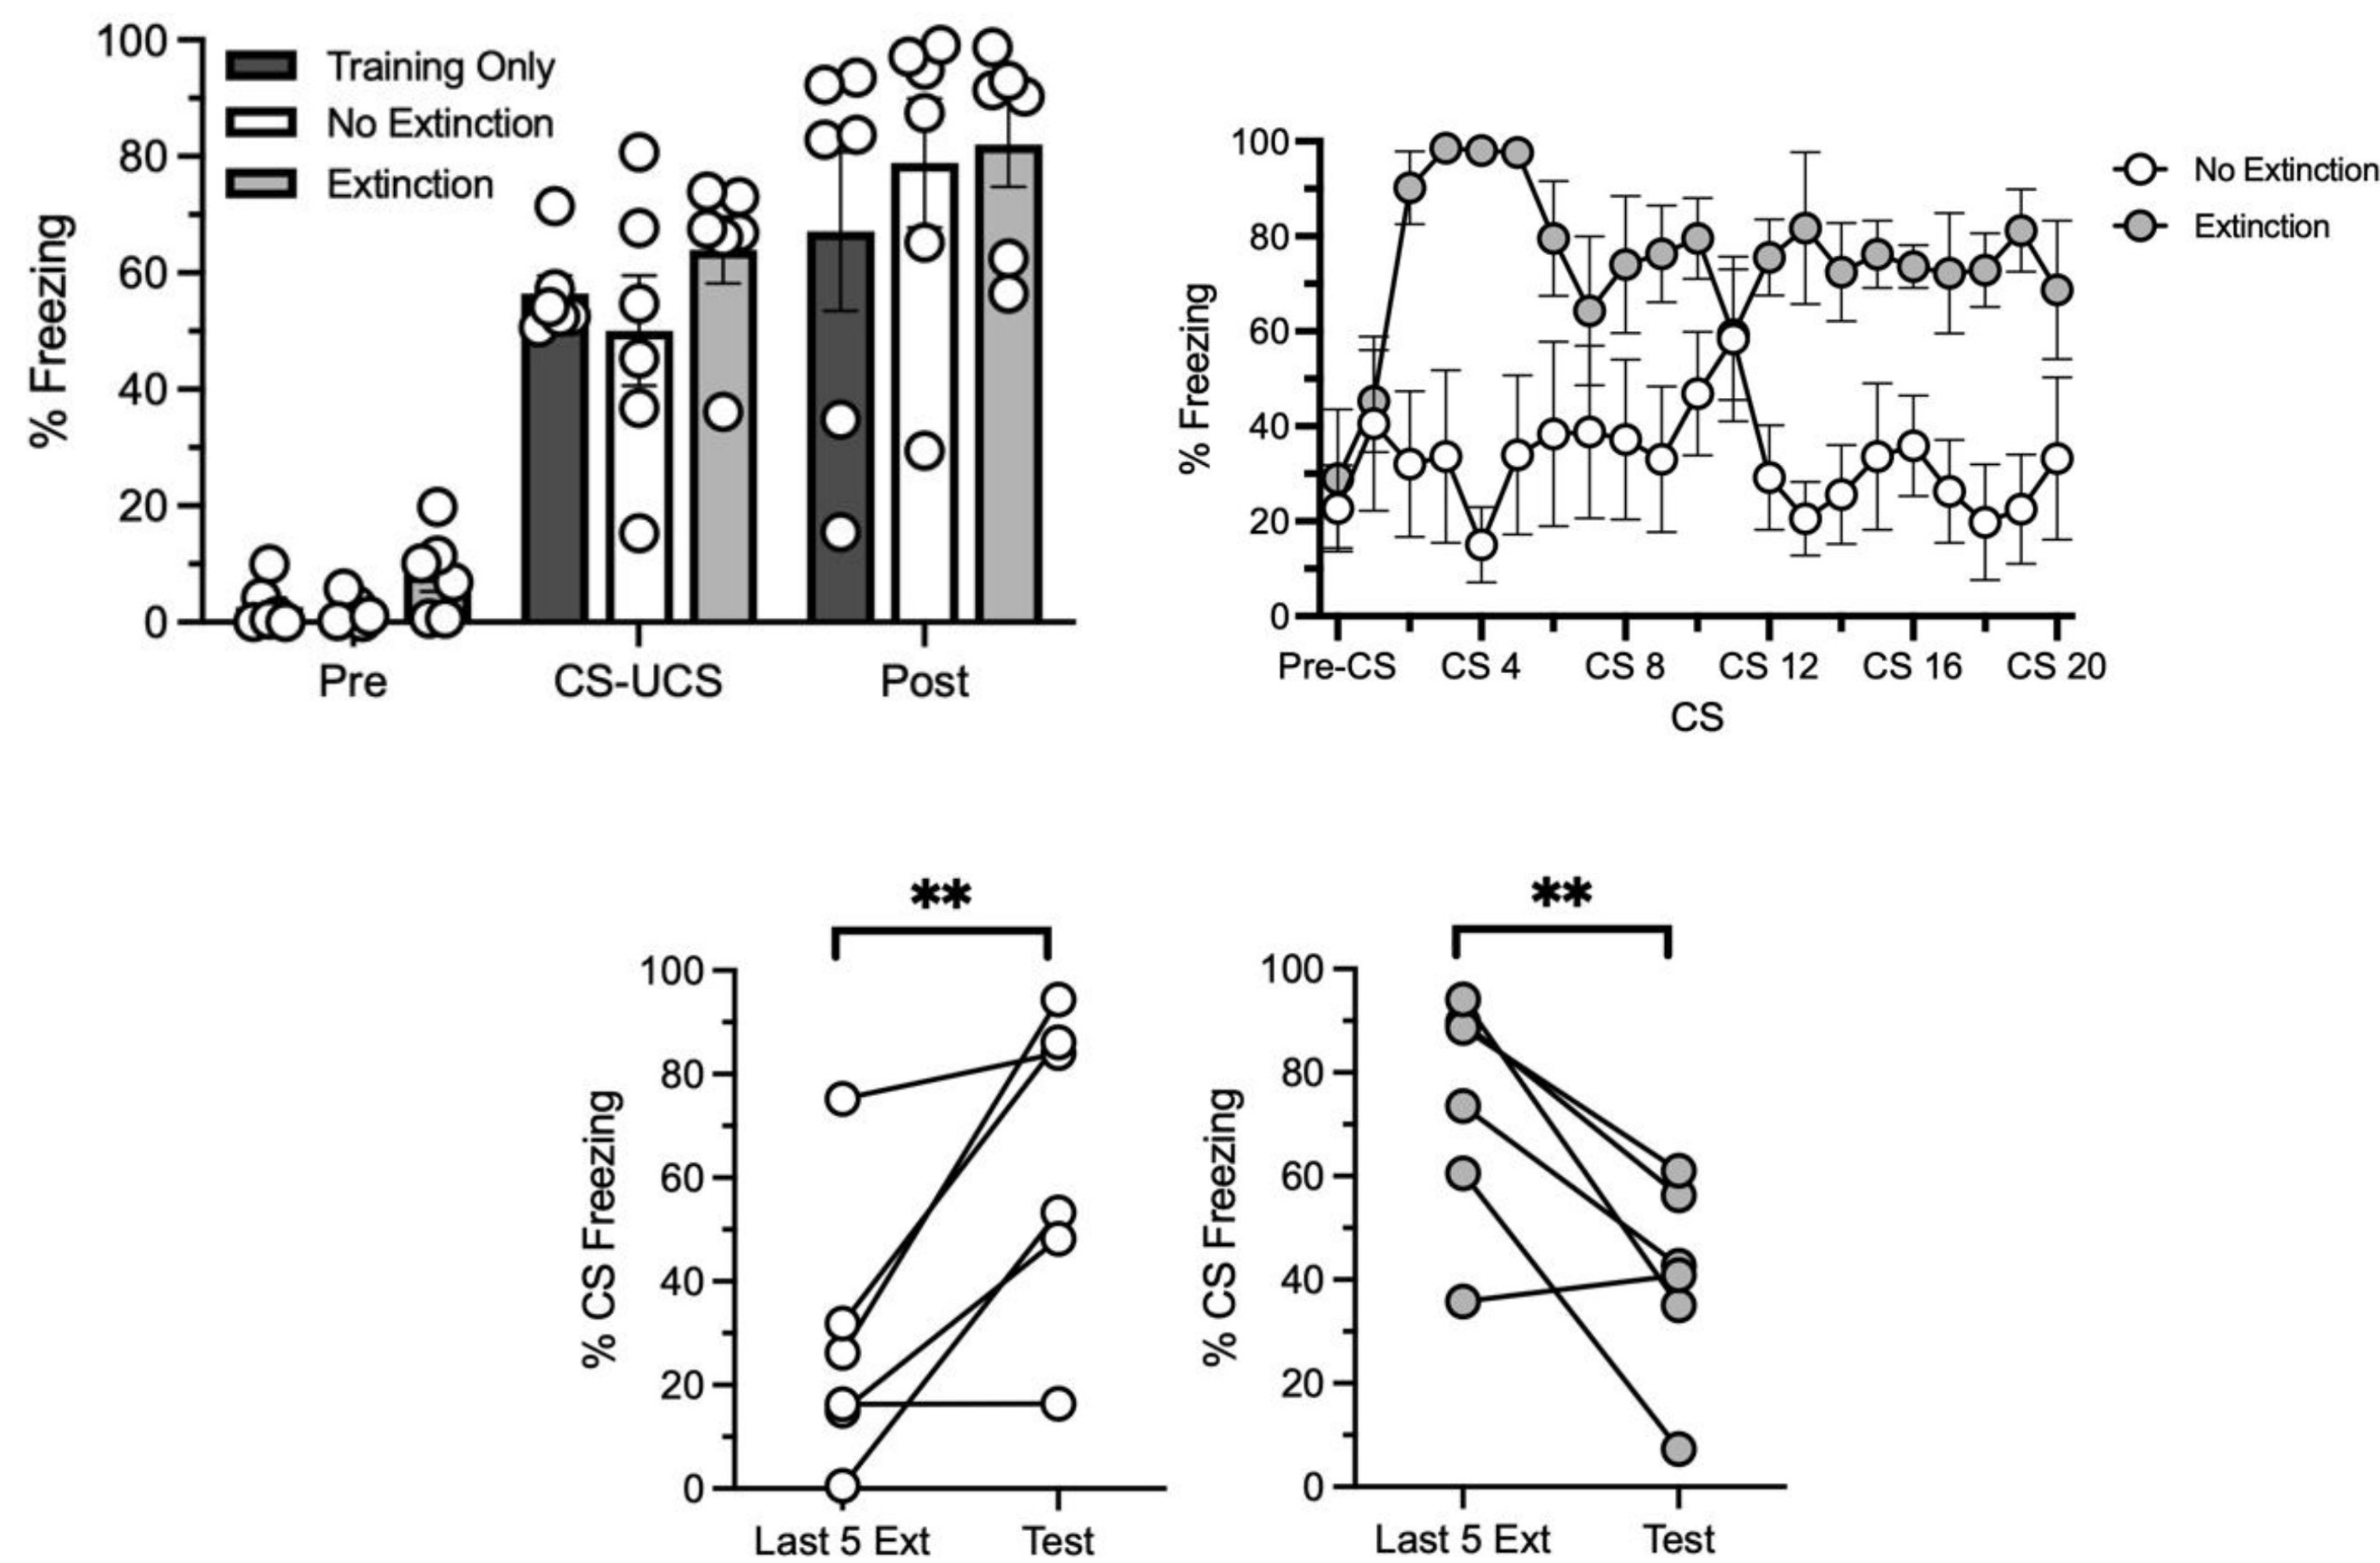 % Freezing
100
80
60
40
20
0
Training Only
No Extinction
Extinction
Pre
CS-UCS
Post
% Freezing
100
80
60
40
20
0
Pre-CS
CS 4
CS 8
CS 12
CS 16
CS 20
CS
No Extinction
Extinction
**
% CS Freezing
100
80
60
40
20
0
Last 5 Ext
Test
**
% CS Freezing
100
80
60
40
20
0
Last 5 Ext
Test